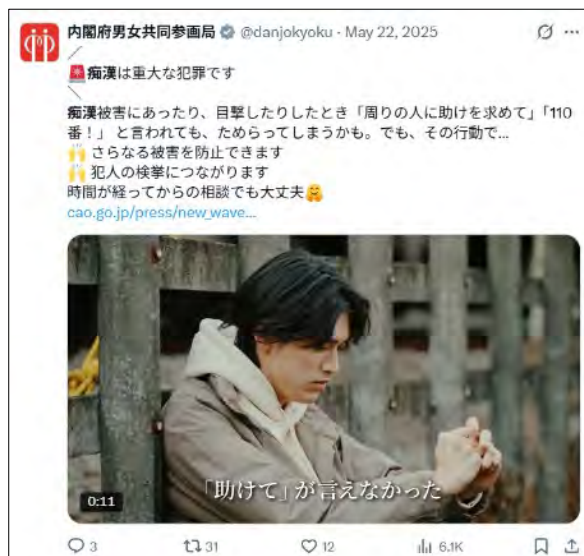 内閣府男女共同参画局 @danjokyoku · May 22, 2025
／
🚨痴漢は重大な犯罪です
＼
痴漢被害にあったり、目撃したりしたとき「周りの人に助けを求めて」「110
番！」 と言われても、ためらってしまうかも。でも、その行動で...
🙌 さらなる被害を防止できます
🙌 犯人の検挙につながります
時間が経ってからの相談でも大丈夫🤗
cao.go.jp/press/new_wave...
「助けて」が言えなかった
0:11
3 31 12 6.1K